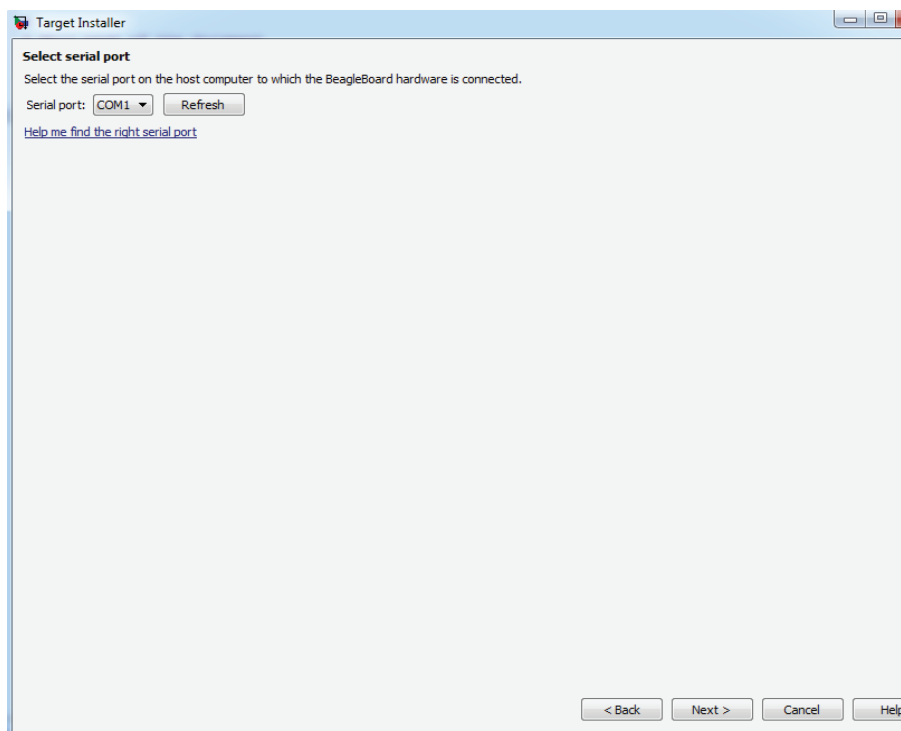 Target Installer
Select serial port
Select the serial port on the host computer to which the BeagleBoard hardware is connected.
Serial port: COM1 Refresh
Help me find the right serial port
< Back Next > Cancel Help